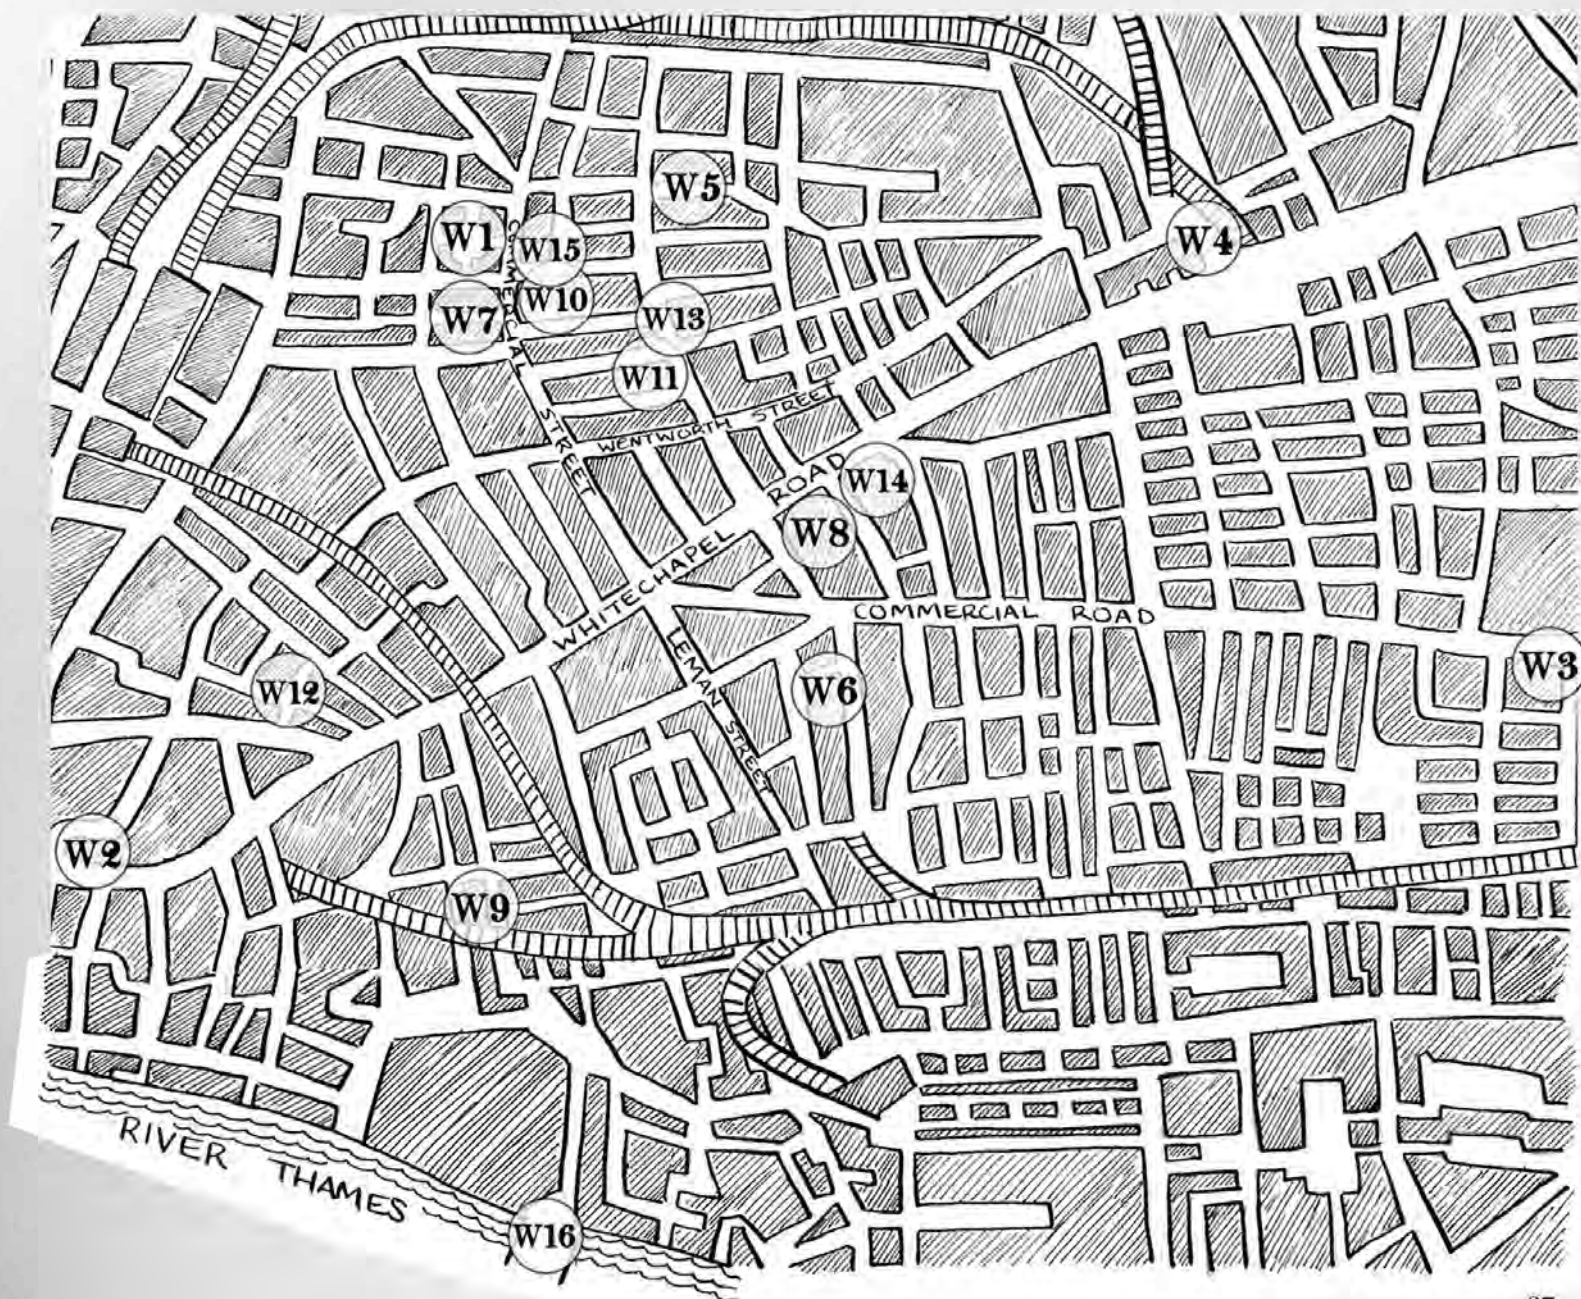 W5
W1
W15
W4
COMMERCIAL STREET
W10
W7
W13
W11
WENTWORTH STREET
W14
WHITECHAPEL ROAD
W8
COMMERCIAL ROAD
LEMAN STREET
W3
W12
W6
W2
W9
RIVER THAMES
W16